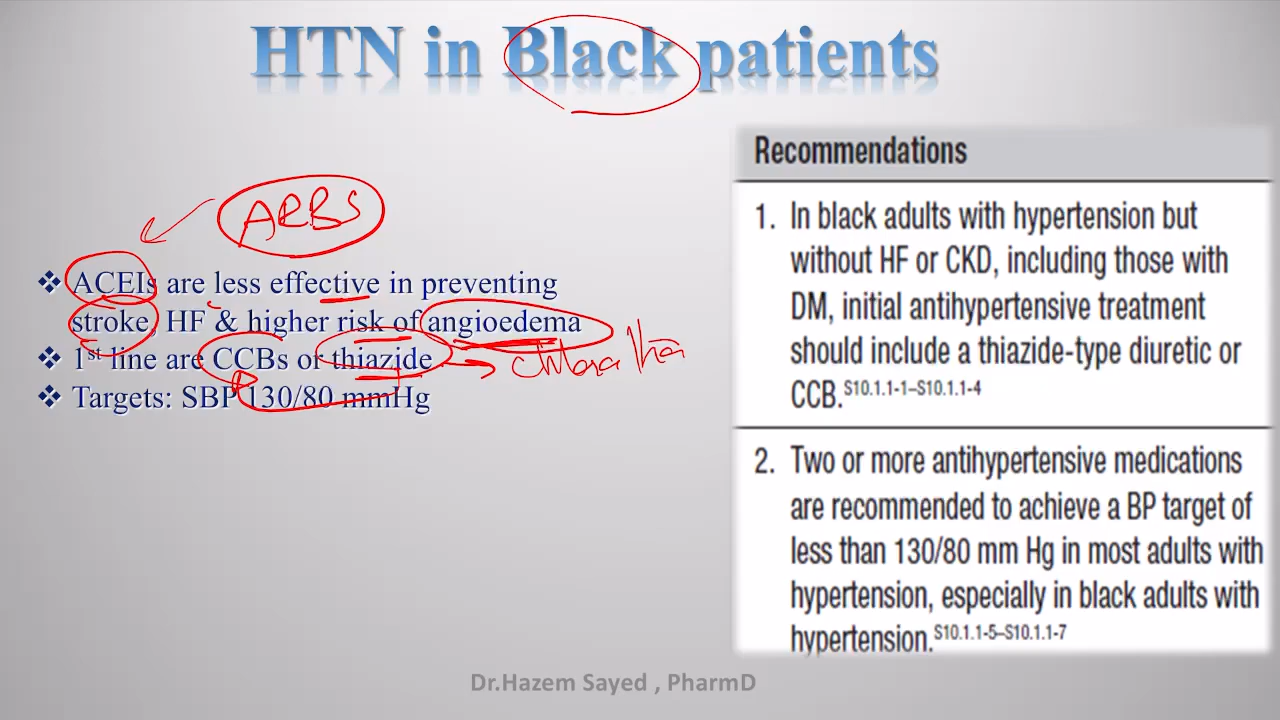 HTN in Black patients
ARBS
❖ ACEIs are less effective in preventing
stroke, HF & higher risk of angioedema
❖ 1st line are CCBs or thiazide
❖ Targets: SBP 130/80 mmHg
Recommendations
1. In black adults with hypertension but
without HF or CKD, including those with
DM, initial antihypertensive treatment
should include a thiazide-type diuretic or
CCB.S10.1.1-1–S10.1.1-4
2. Two or more antihypertensive medications
are recommended to achieve a BP target of
less than 130/80 mm Hg in most adults with
hypertension, especially in black adults with
hypertension.S10.1.1-5–S10.1.1-7
Dr.Hazem Sayed , PharmD